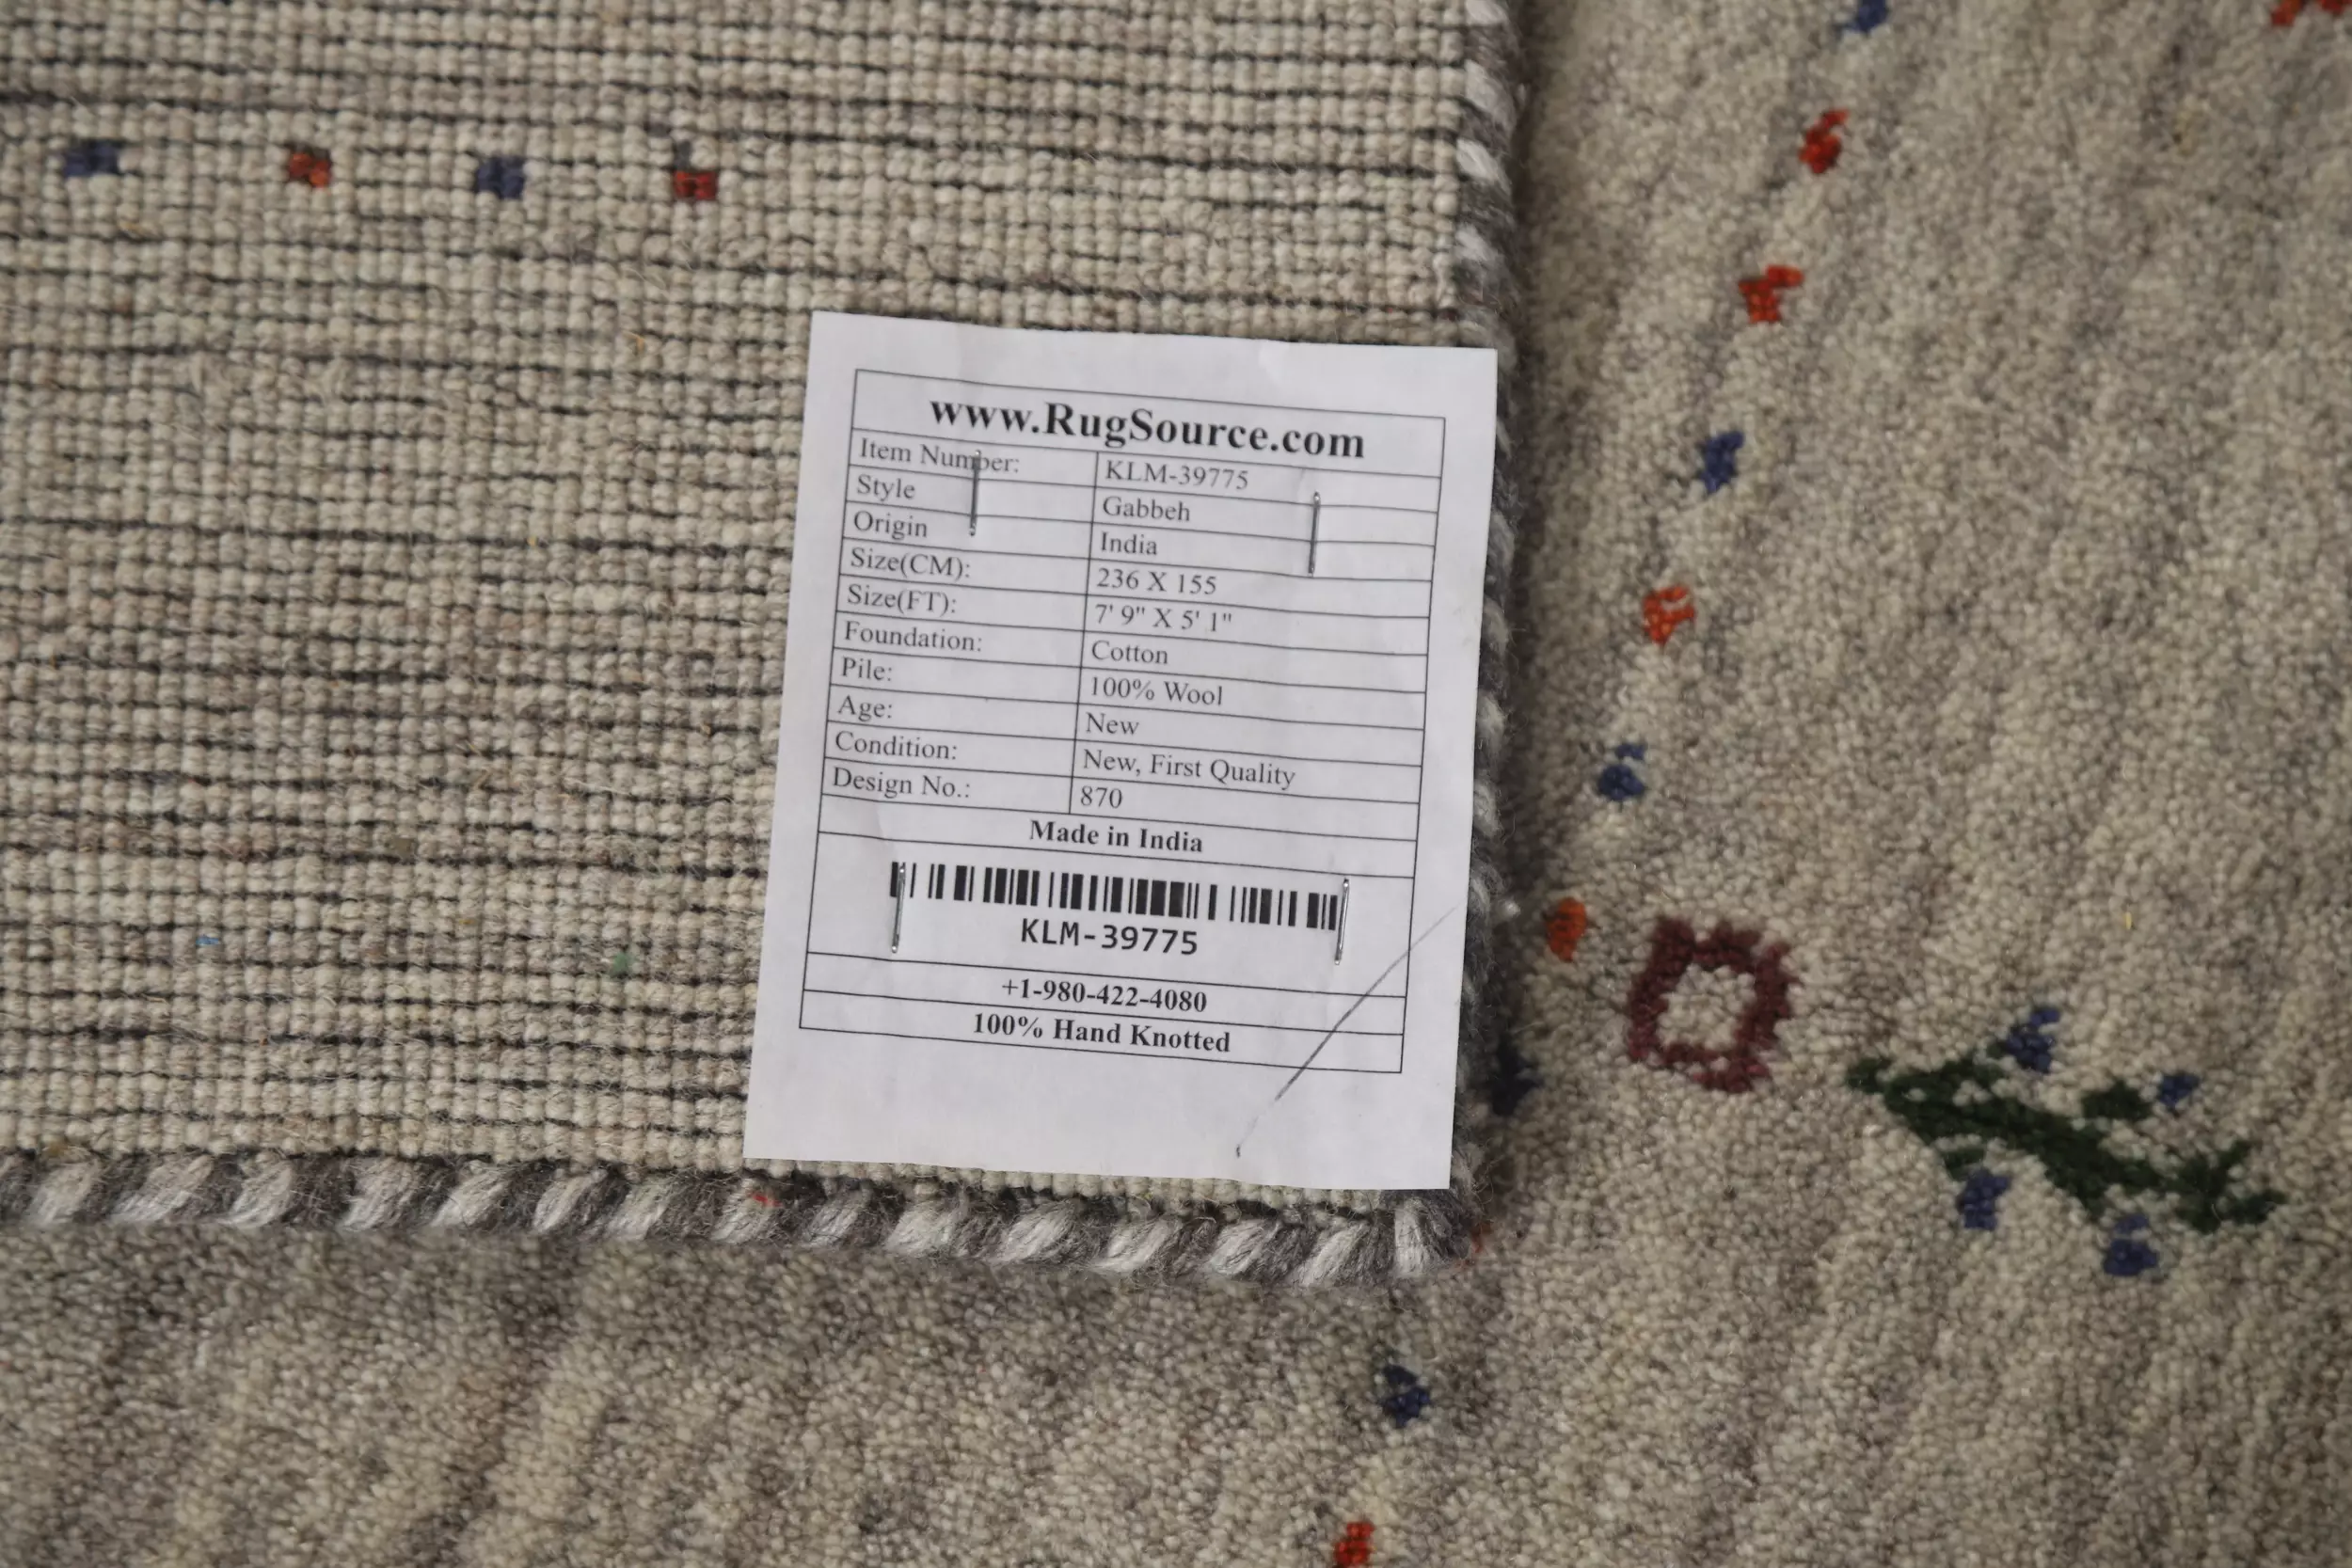 www.RugSource.com
Item Number: KLM-39775
Style Gabbeh
Origin India
Size(CM): 236 X 155
Size(FT): 7' 9" X 5' 1"
Foundation: Cotton
Pile: 100% Wool
Age: New
Condition: New, First Quality
Design No.: 870
Made in India
KLM-39775
+1-980-422-4080
100% Hand Knotted